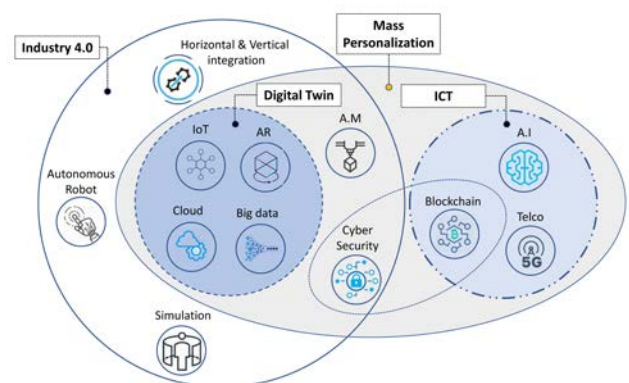 Industry 4.0
Horizontal & Vertical
integration
Mass
Personalization
Digital Twin
ICT
IoT
AR
A.M
A.I
Autonomous
Robot
Cloud
Big data
Cyber
Security
Blockchain
Telco
5G
Simulation